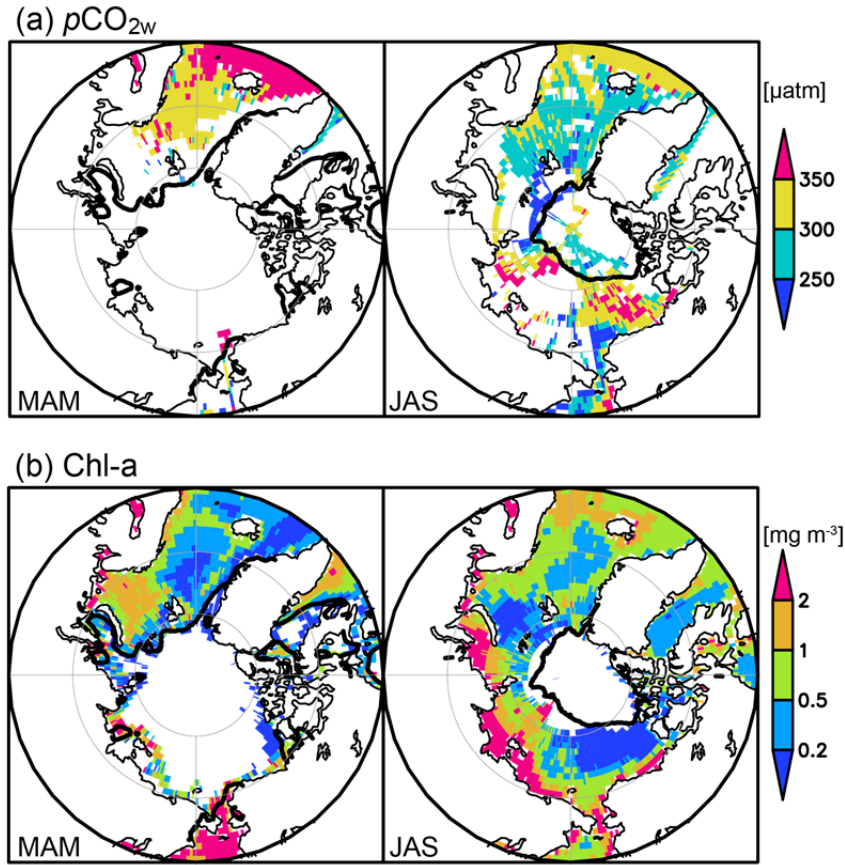 (a) pCO2w
[µatm]
350
300
250
MAM
JAS
(b) Chl-a
[mg m-3]
2
1
0.5
0.2
MAM
JAS